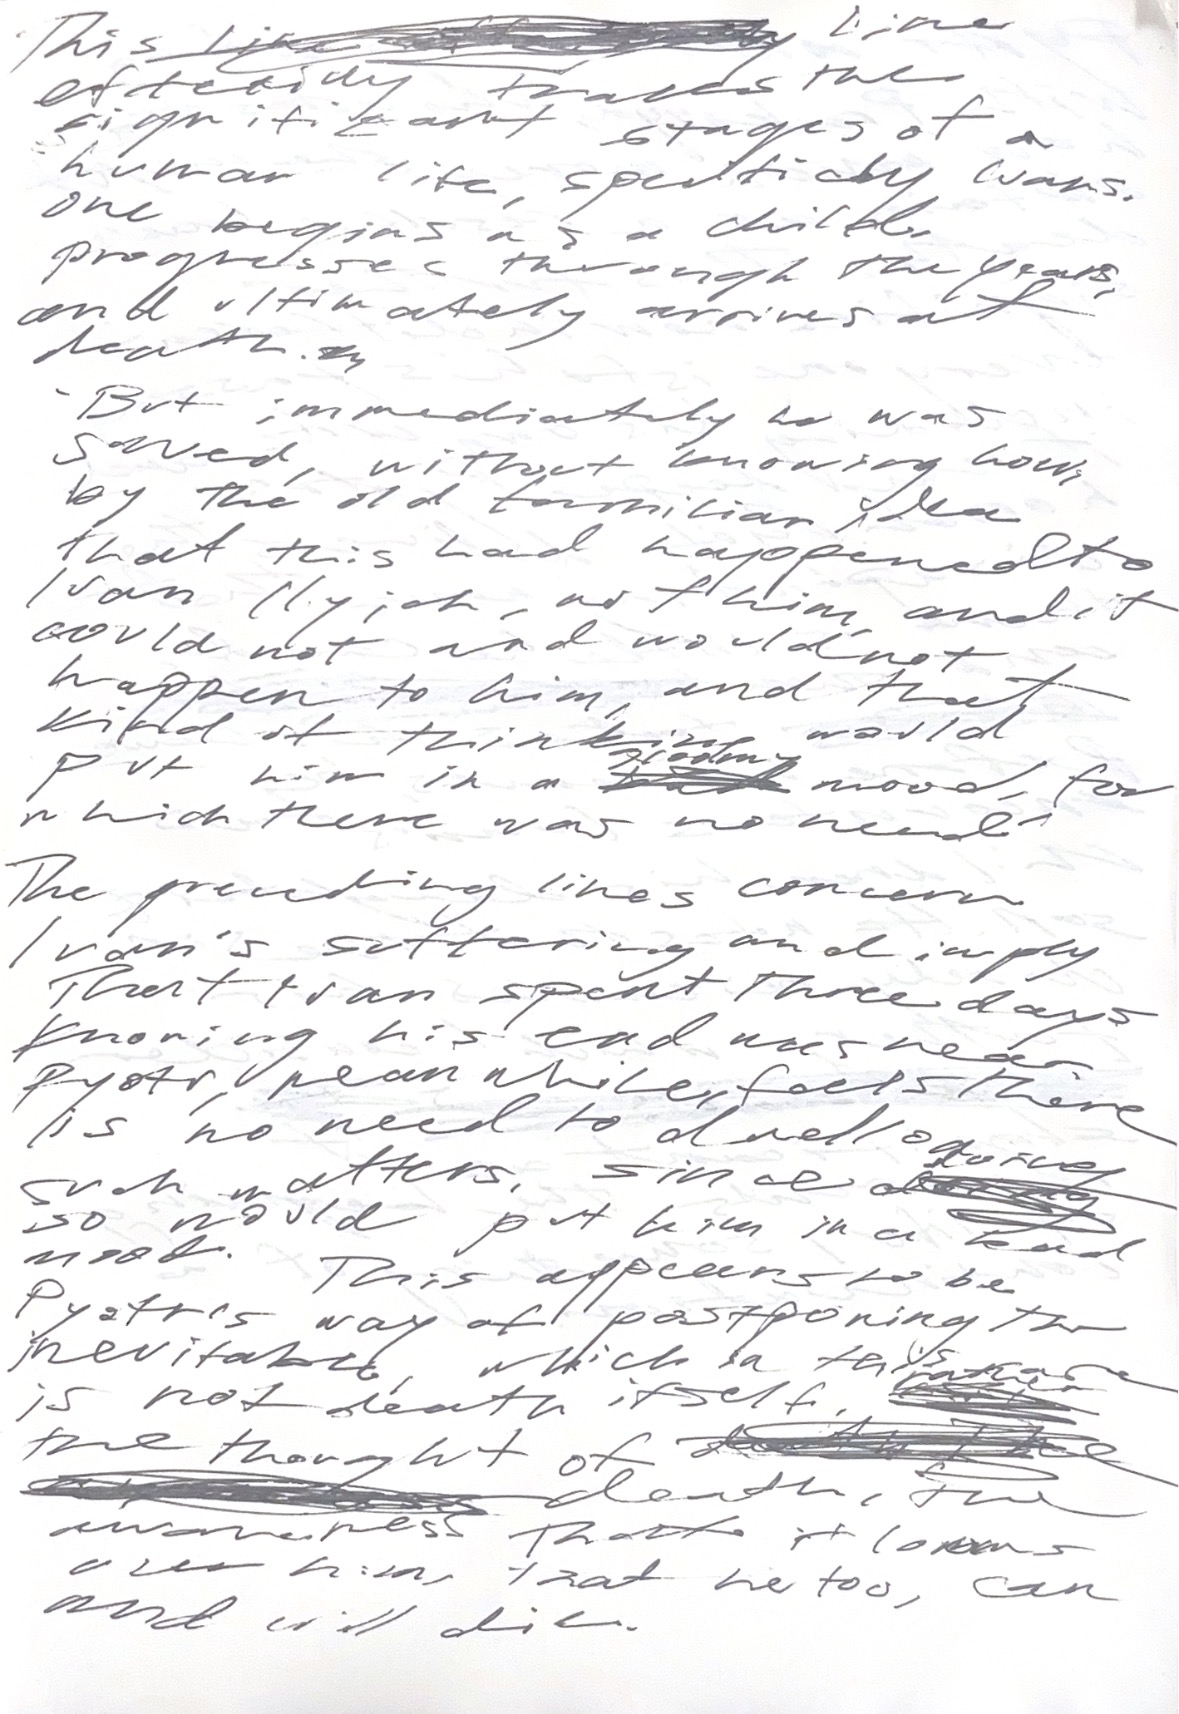 This line
effectivly traces the
significant stages of a
human life, specificly Ivans.
One begins as a child,
progresses through the years,
and ultimately arrives at
death.
"But immediately he was
saved, without knowing how,
by the old familiar idea
that this had happened to
Ivan Ilyich, not him, and it
could not and would not
happen to him, and that
kind of thinking would
put him in a gloomy mood, for
which there was no need"
The preceding lines concern
Ivan's suffering and imply
That Ivan spent Three days
knowing his end was near.
Pyotr, meanwhile, feels there
is no need to dwell on
such matters, since doing
so would put him in a bad
mood. This appears to be
Pyotr's way of postponing the
inevitable, which in this case
is not death itself, rather
the thought of
death, the
awareness that it looms
over him, that he too, can
and will die.